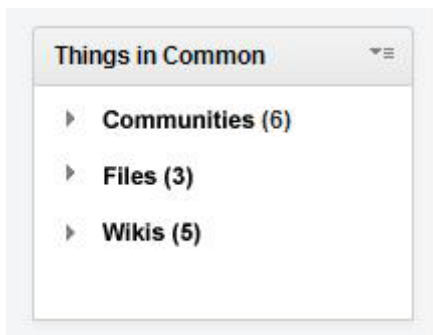 Things in Common
Communities (6)
Files (3)
Wikis (5)